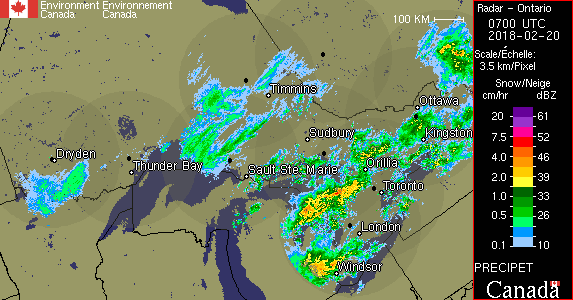 Environment Environnement
Canada Canada
Radar - Ontario
0700 UTC
2018-02-20
100 KM
Scale/Échelle:
3.5 km/Pixel
Snow/Neige
cm/hr dBZ
20 61
7.5 57
5.2 52
4.0 46
2.0 39
1.0 33
0.5 26
0.1 10
Timmins
Ottawa
Sudbury
Kingston
Dryden
Thunder Bay
Sault Ste. Marie
Orillia
Toronto
London
Windsor
PRECIPET
Canada